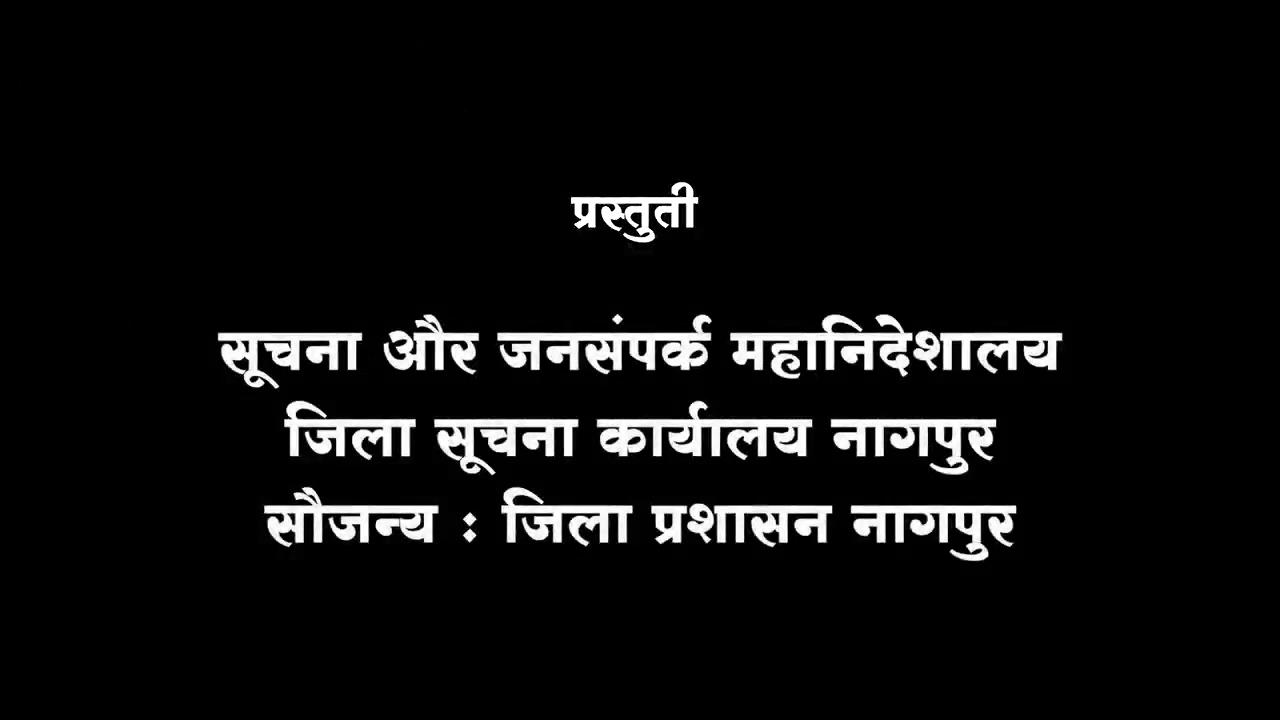 प्रस्तुती
सूचना और जनसंपर्क महानिदेशालय
जिला सूचना कार्यालय नागपुर
सौजन्य : जिला प्रशासन नागपुर